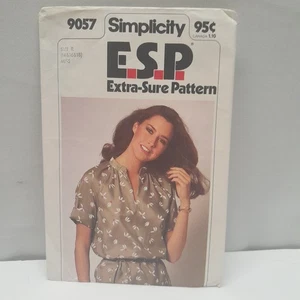 9057 Simplicity 95¢
E.S.P.
Extra-Sure Pattern